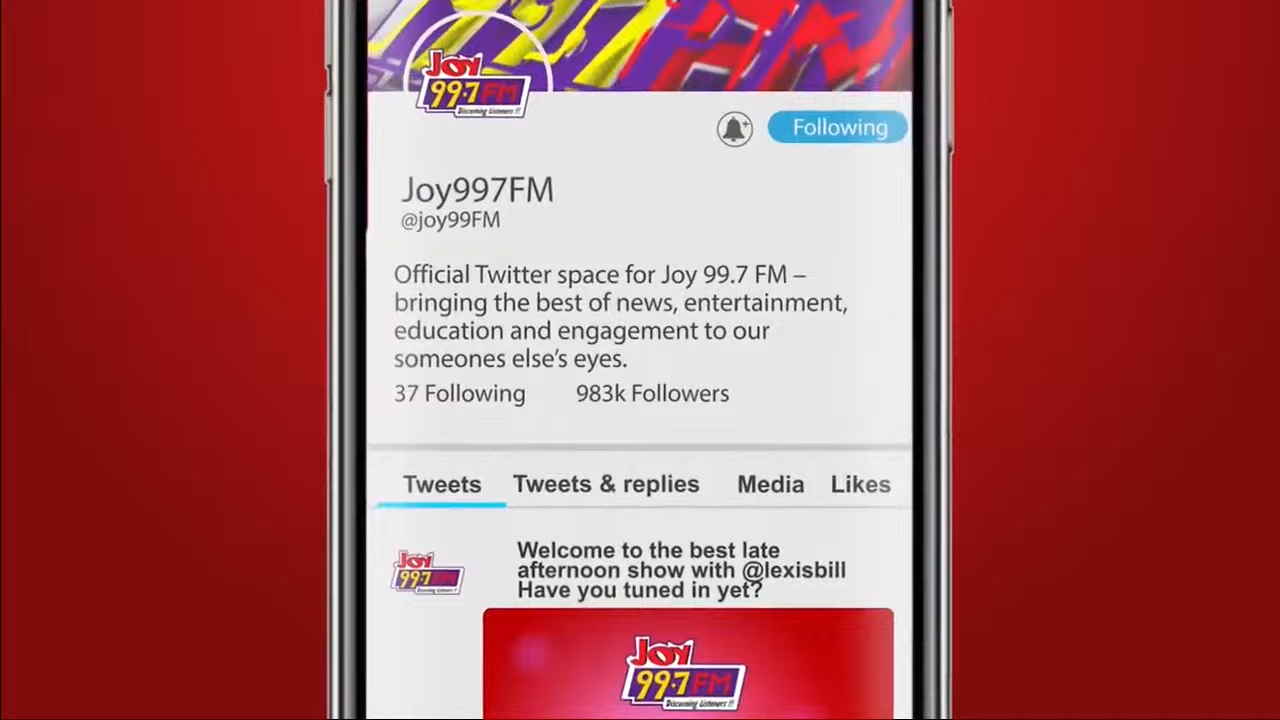 Joy
99.7 FM
Discerning Listeners !!
Following
Joy997FM
@joy99FM
Official Twitter space for Joy 99.7 FM –
bringing the best of news, entertainment,
education and engagement to our
someones else's eyes.
37 Following 983k Followers
Tweets Tweets & replies Media Likes
Joy
99.7 FM
Discerning Listeners !!
Welcome to the best late
afternoon show with @lexisbill
Have you tuned in yet?
Joy
99.7 FM
Discerning Listeners !!